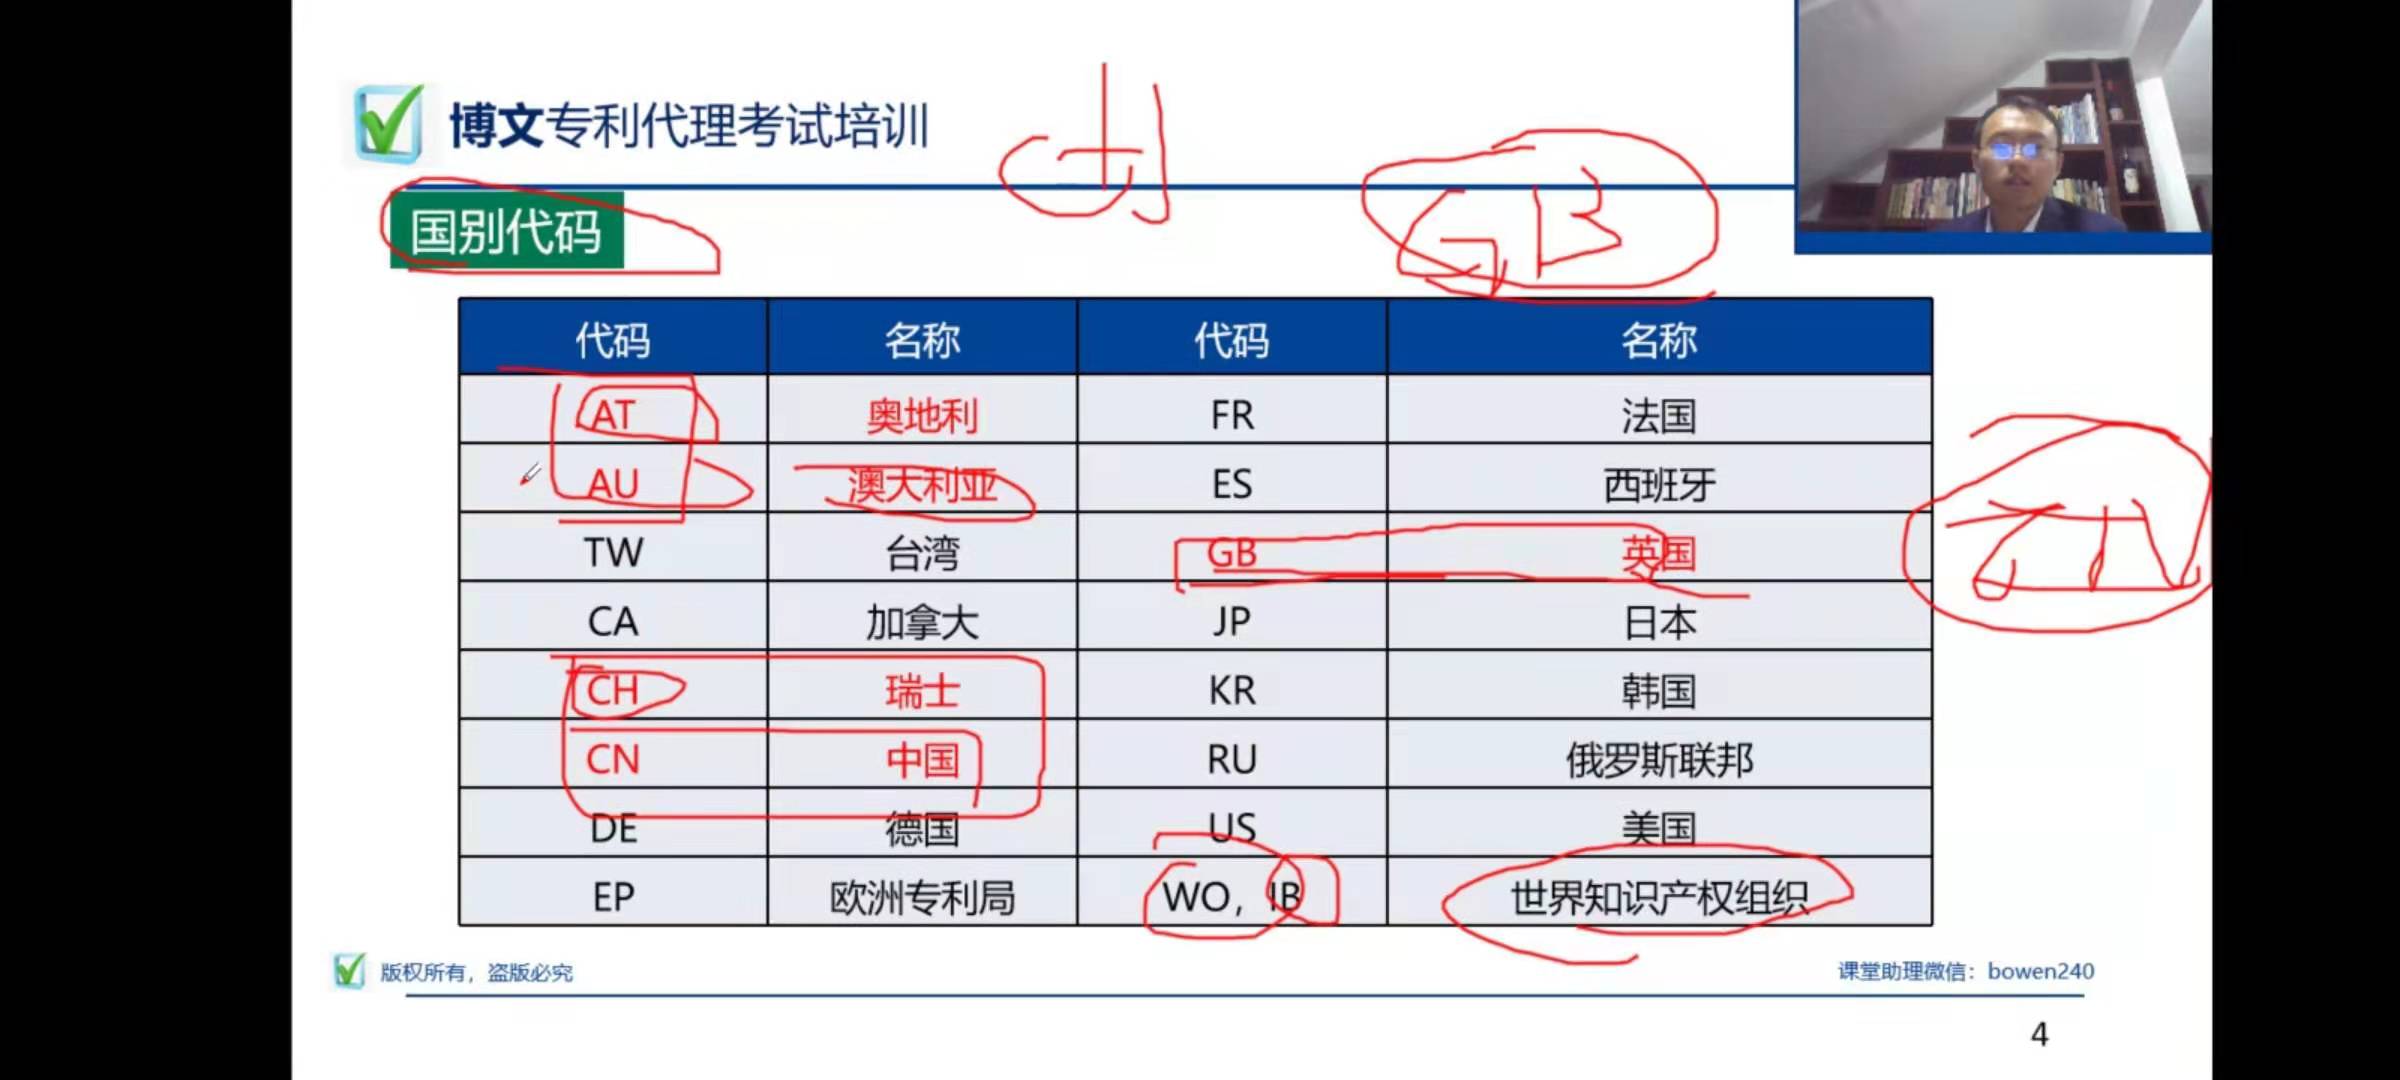 博文专利代理考试培训
GB
国别代码
代码 名称 代码 名称
AT 奥地利 FR 法国
AU 澳大利亚 ES 西班牙
TW 台湾 GB 英国
CA 加拿大 JP 日本
CH 瑞士 KR 韩国
CN 中国 RU 俄罗斯联邦
DE 德国 US 美国
EP 欧洲专利局 WO，IB 世界知识产权组织
版权所有，盗版必究
课堂助理微信：bowen240
4